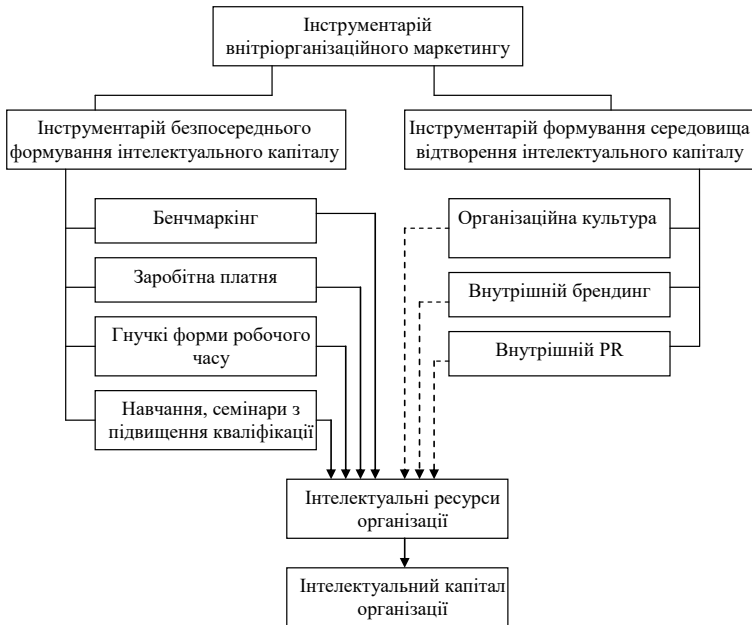 Інструментарій
внітріорганізаційного маркетингу
Інструментарій безпосереднього
формування інтелектуального капіталу
Інструментарій формування середовища
відтворення інтелектуального капіталу
Бенчмаркінг
Заробітна платня
Гнучкі форми робочого
часу
Навчання, семінари з
підвищення кваліфікації
Організаційна культура
Внутрішній брендинг
Внутрішній PR
Інтелектуальні ресурси
організації
Інтелектуальний капітал
організації